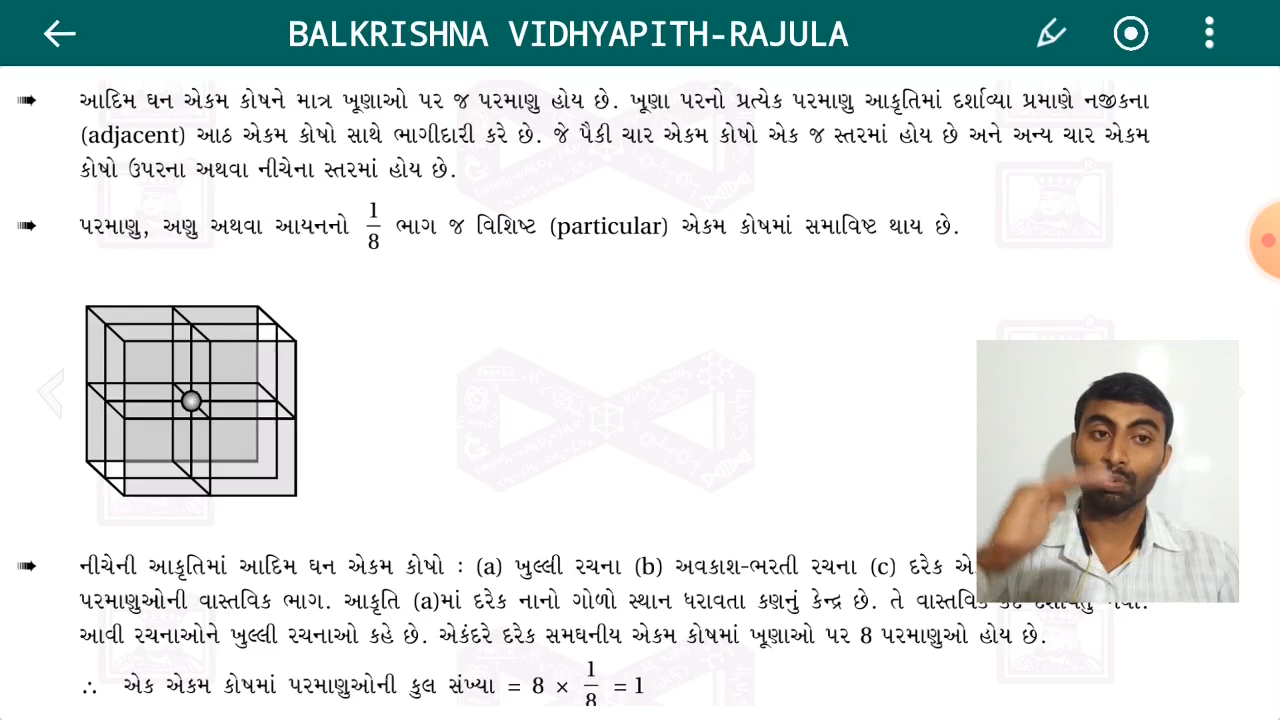 BALKRISHNA VIDHYAPITH-RAJULA
➠ આદિમ ઘન એકમ કોષને માત્ર ખૂણાઓ પર જ પરમાણુ હોય છે. ખૂણા પરનો પ્રત્યેક પરમાણુ આકૃતિમાં દર્શાવ્યા પ્રમાણે નજીકના
(adjacent) આઠ એકમ કોષો સાથે ભાગીદારી કરે છે. જે પૈકી ચાર એકમ કોષો એક જ સ્તરમાં હોય છે અને અન્ય ચાર એકમ
કોષો ઉપરના અથવા નીચેના સ્તરમાં હોય છે.
➠ પરમાણુ, અણુ અથવા આયનનો 1/8 ભાગ જ વિશિષ્ટ (particular) એકમ કોષમાં સમાવિષ્ટ થાય છે.
➠ નીચેની આકૃતિમાં આદિમ ઘન એકમ કોષો : (a) ખુલ્લી રચના (b) અવકાશ-ભરતી રચના (c) દરેક
પરમાણુઓની વાસ્તવિક ભાગ. આકૃતિ (a)માં દરેક નાનો ગોળો સ્થાન ધરાવતા કણનું કેન્દ્ર છે. તે વાસ્તવિક
આવી રચનાઓને ખુલ્લી રચનાઓ કહે છે. એકંદરે દરેક સમઘનીય એકમ કોષમાં ખૂણાઓ પર 8 પરમાણુઓ હોય છે.
∴ એક એકમ કોષમાં પરમાણુઓની કુલ સંખ્યા = 8 × 1/8 = 1